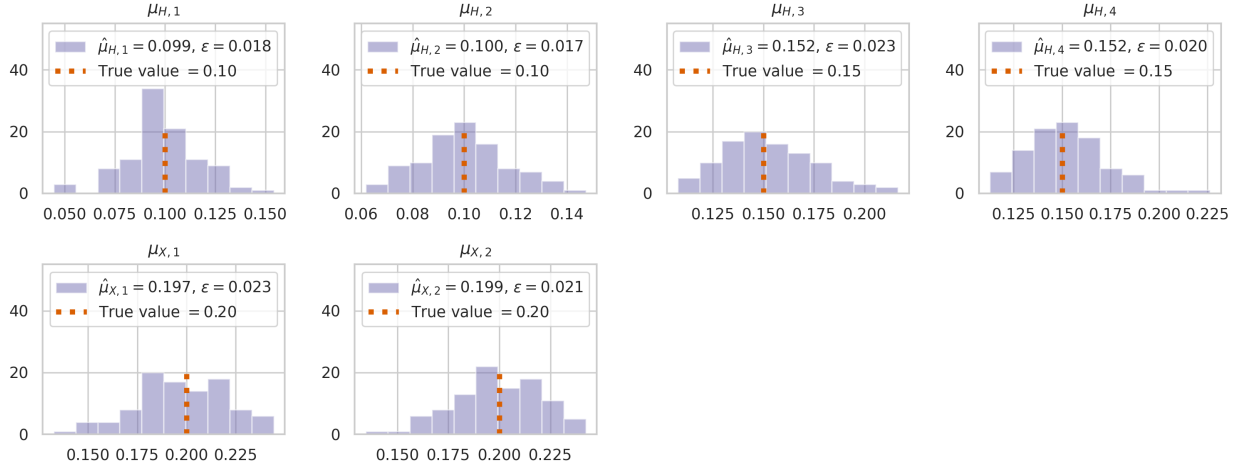 μH,1
μ̂H,1 = 0.099, ε = 0.018
True value = 0.10
40
20
0
0.050 0.075 0.100 0.125 0.150
μH,2
μ̂H,2 = 0.100, ε = 0.017
True value = 0.10
40
20
0
0.06 0.08 0.10 0.12 0.14
μH,3
μ̂H,3 = 0.152, ε = 0.023
True value = 0.15
40
20
0
0.125 0.150 0.175 0.200
μH,4
μ̂H,4 = 0.152, ε = 0.020
True value = 0.15
40
20
0
0.125 0.150 0.175 0.200 0.225
μX,1
μ̂X,1 = 0.197, ε = 0.023
True value = 0.20
40
20
0
0.150 0.175 0.200 0.225
μX,2
μ̂X,2 = 0.199, ε = 0.021
True value = 0.20
40
20
0
0.150 0.175 0.200 0.225